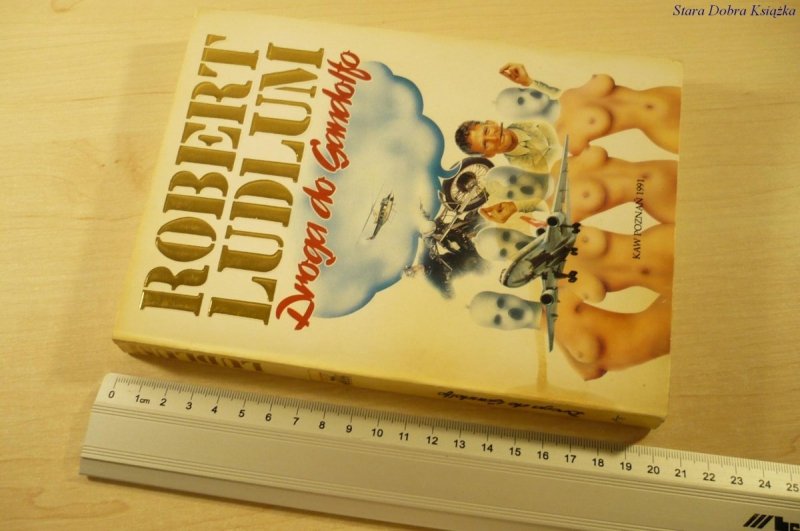 Stara Dobra Książka
ROBERT
LUDLUM
Droga do Gandolfo
KAW POZNAŃ 1991
LUDLUM
Droga do Gandolfo
0 1cm 2 3 4 5 6 7 8 9 10 11 12 13 14 15 16 17 18 19 20 21 22 23 24 25